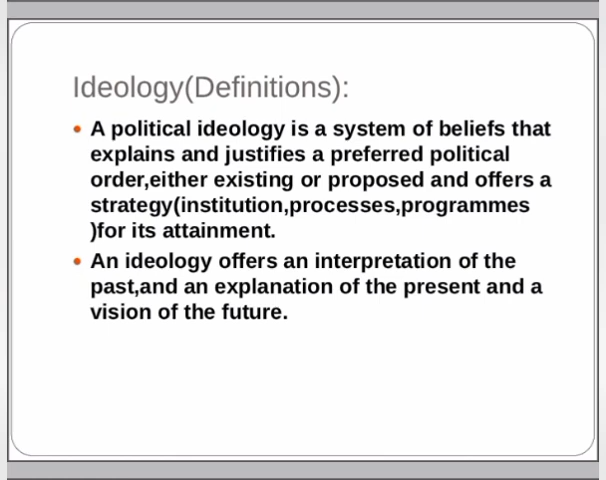 Ideology(Definitions):
A political ideology is a system of beliefs that
explains and justifies a preferred political
order,either existing or proposed and offers a
strategy(institution,processes,programmes
)for its attainment.
An ideology offers an interpretation of the
past,and an explanation of the present and a
vision of the future.